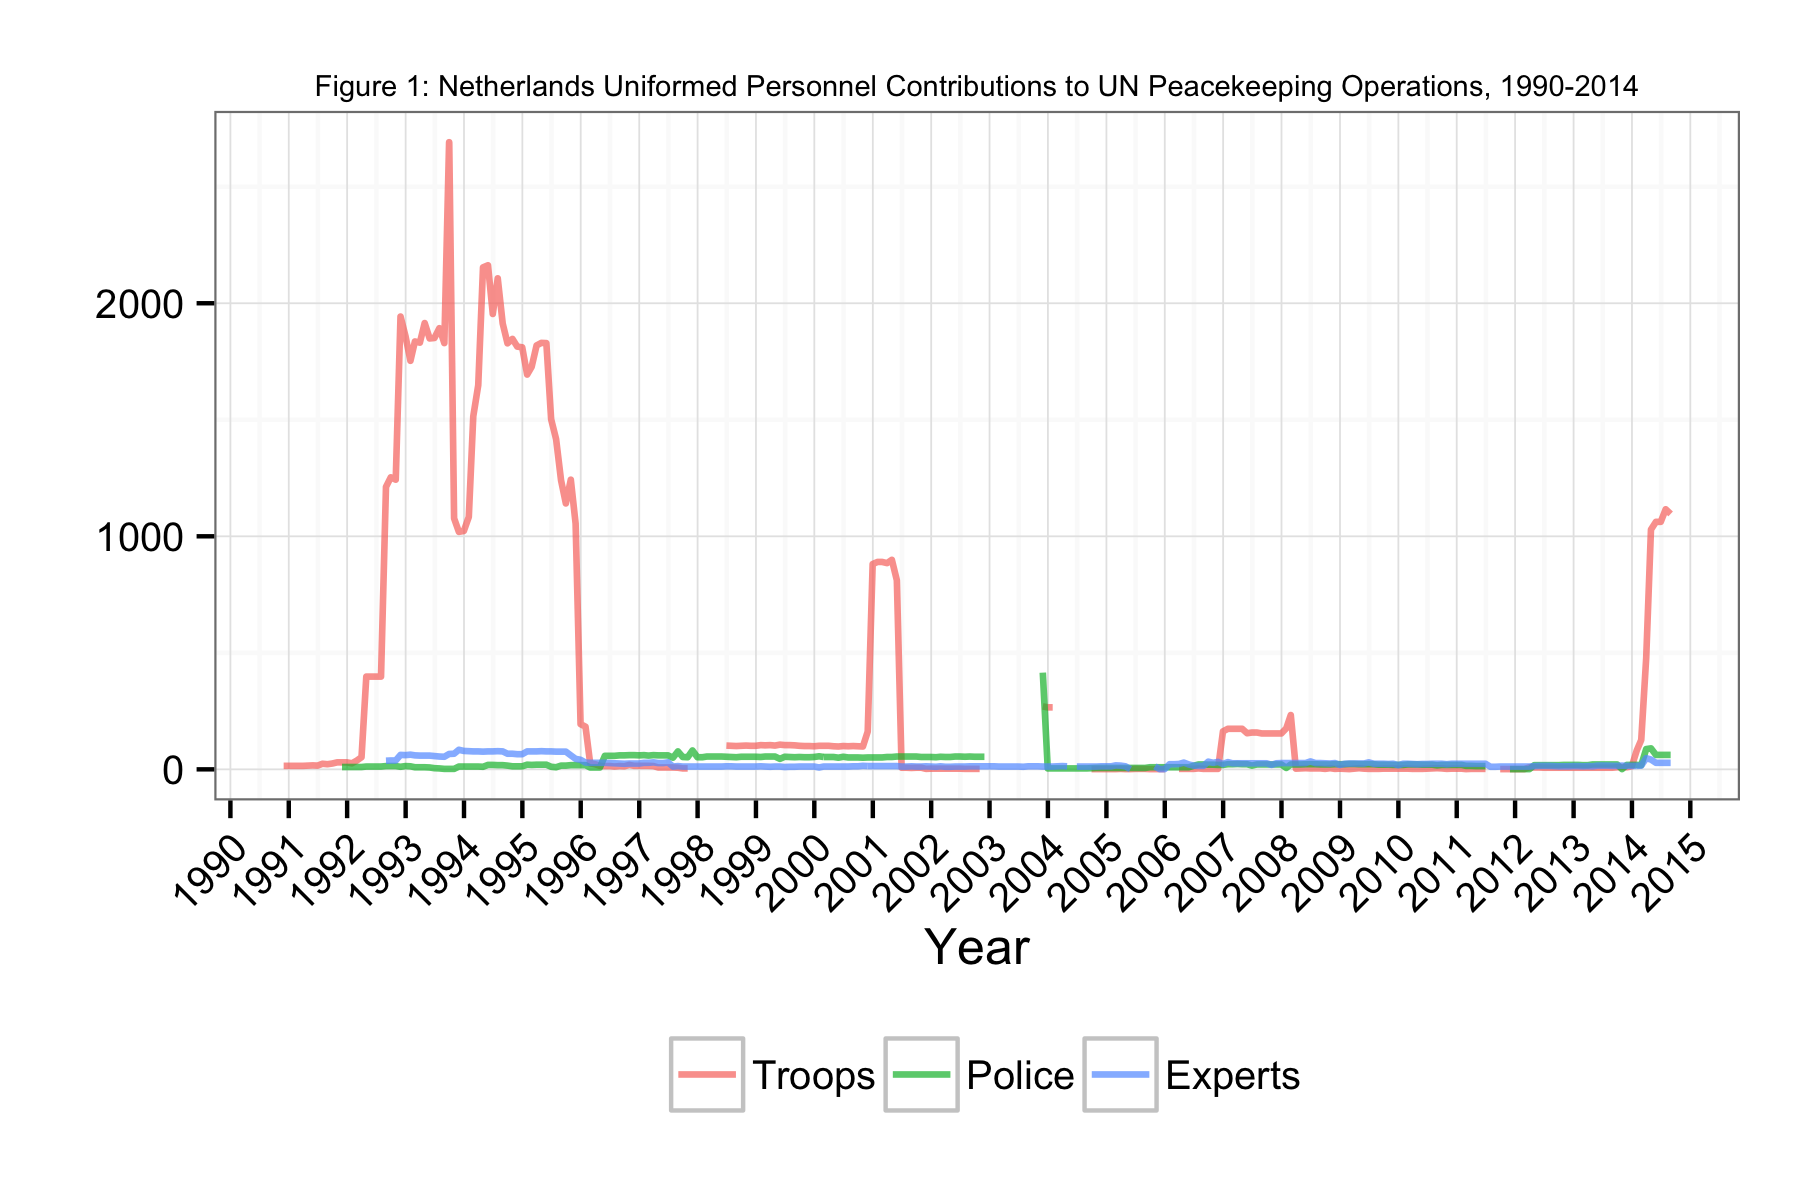 Figure 1: Netherlands Uniformed Personnel Contributions to UN Peacekeeping Operations, 1990-2014
2000
1000
0
1990 1991 1992 1993 1994 1995 1996 1997 1998 1999 2000 2001 2002 2003 2004 2005 2006 2007 2008 2009 2010 2011 2012 2013 2014 2015
Year
Troops Police Experts